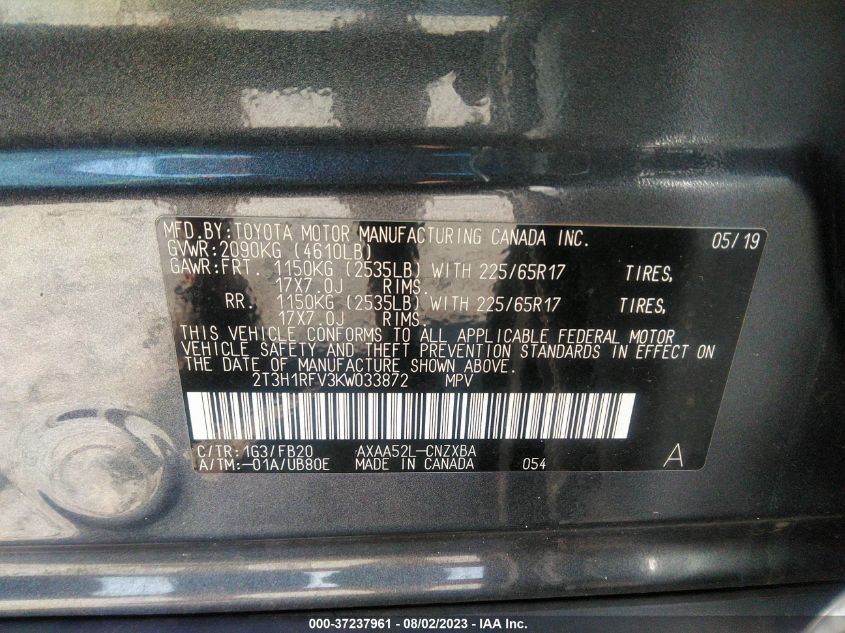 MFD.BY:TOYOTA MOTOR MANUFACTURING CANADA INC. 05/19
GVWR:2090KG (4610LB)
GAWR:FRT. 1150KG (2535LB) WITH 225/65R17 TIRES,
17X7.0J RIMS.
RR. 1150KG (2535LB) WITH 225/65R17 TIRES,
17X7.0J RIMS.
THIS VEHICLE CONFORMS TO ALL APPLICABLE FEDERAL MOTOR
VEHICLE SAFETY AND THEFT PREVENTION STANDARDS IN EFFECT ON
THE DATE OF MANUFACTURE SHOWN ABOVE.
2T3H1RFV3KW033872 MPV
C/TR:1G3/FB20 AXAA52L-CNZXBA
A/TM:-01A/UB80E MADE IN CANADA 054 A
000-37237961 - 08/02/2023 - IAA Inc.